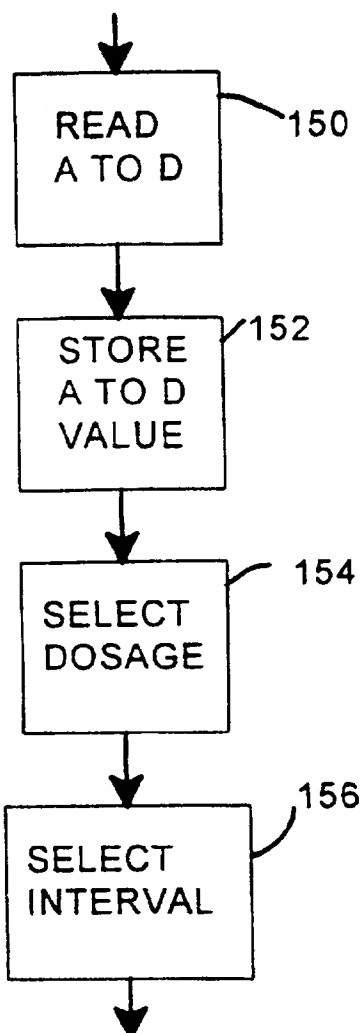 READ
A TO D
150
STORE
A TO D
VALUE
152
SELECT
DOSAGE
154
SELECT
INTERVAL
156